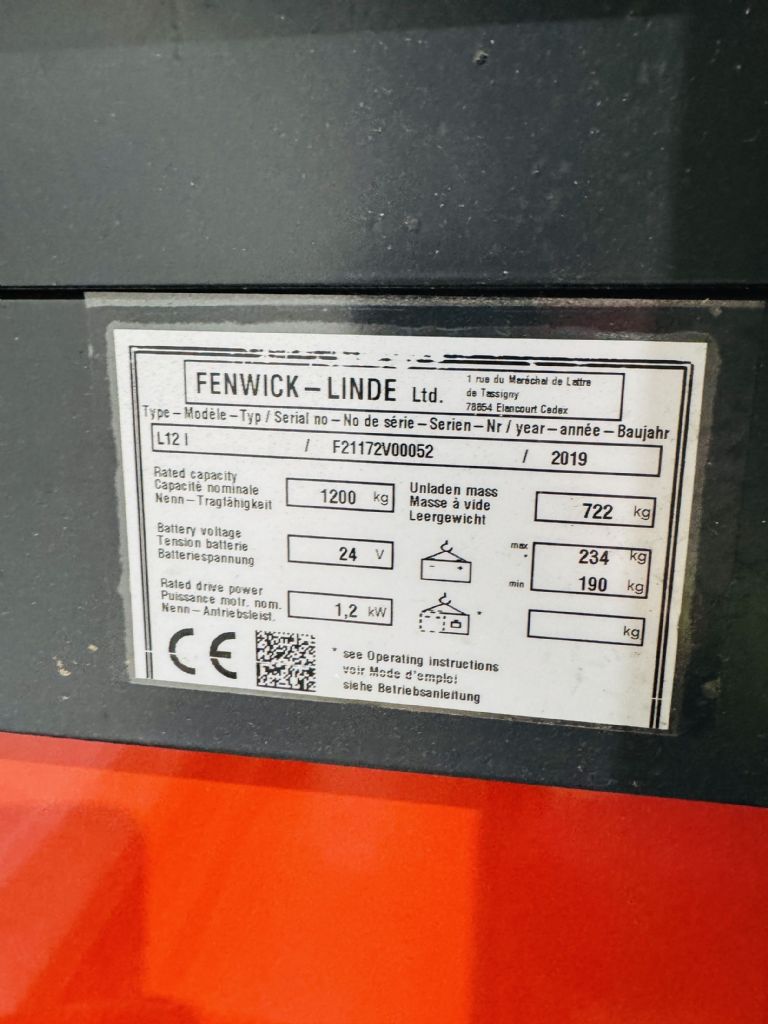 FENWICK – LINDE Ltd.
1 rue du Maréchal de Lattre
de Tassigny
78854 Elancourt Cedex
Type – Modèle – Typ / Serial no – No de série – Serien – Nr / year – année – Baujahr
L12 I / F21172V00052 / 2019
Rated capacity
Capacité nominale
Nenn – Tragfähigkeit
1200 kg
Unladen mass
Masse à vide
Leergewicht
722 kg
Battery voltage
Tension batterie
Batteriespannung
24 V
- +
max
*
234 kg
min
190 kg
Rated drive power
Puissance motr. nom.
Nenn – Antriebsleist.
1,2 kW
*
kg
CE
* see Operating instructions
voir Mode d'emploi
siehe Betriebsanleitung